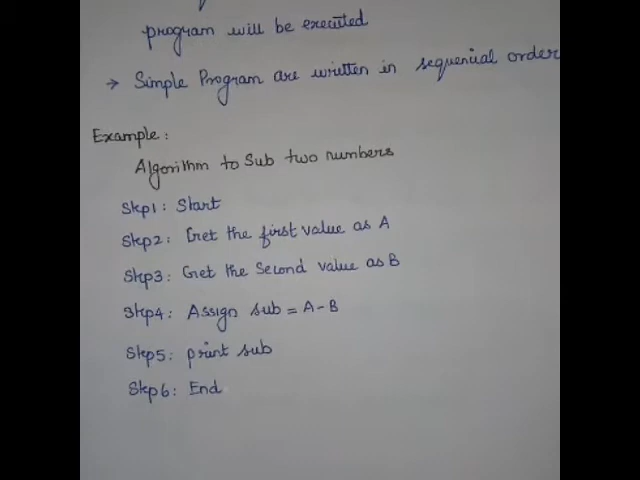 program will be executed
→ Simple Program are written in sequencial order
Example:
Algorithm to Sub two numbers
Step1: Start
Step2: Get the first value as A
Step3: Get the Second value as B
Step4: Assign sub = A-B
Step5: print sub
Step6: End